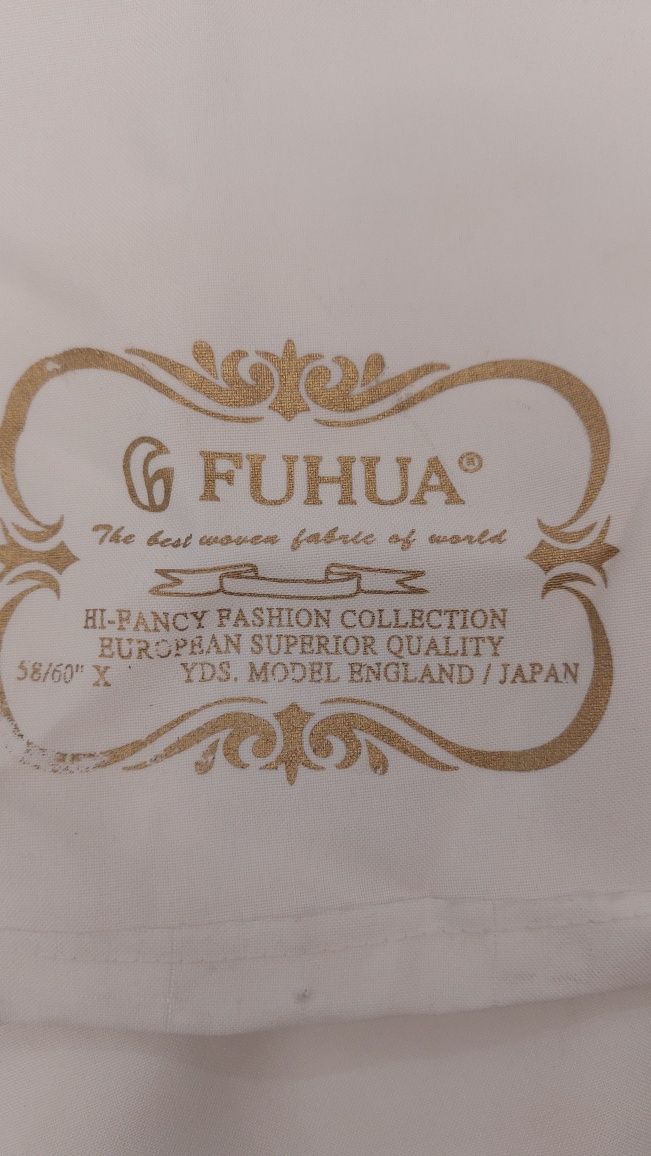 FUHUA®
The best woven fabric of world
HI-FANCY FASHION COLLECTION
EUROPEAN SUPERIOR QUALITY
58/60" X YDS. MODEL ENGLAND / JAPAN